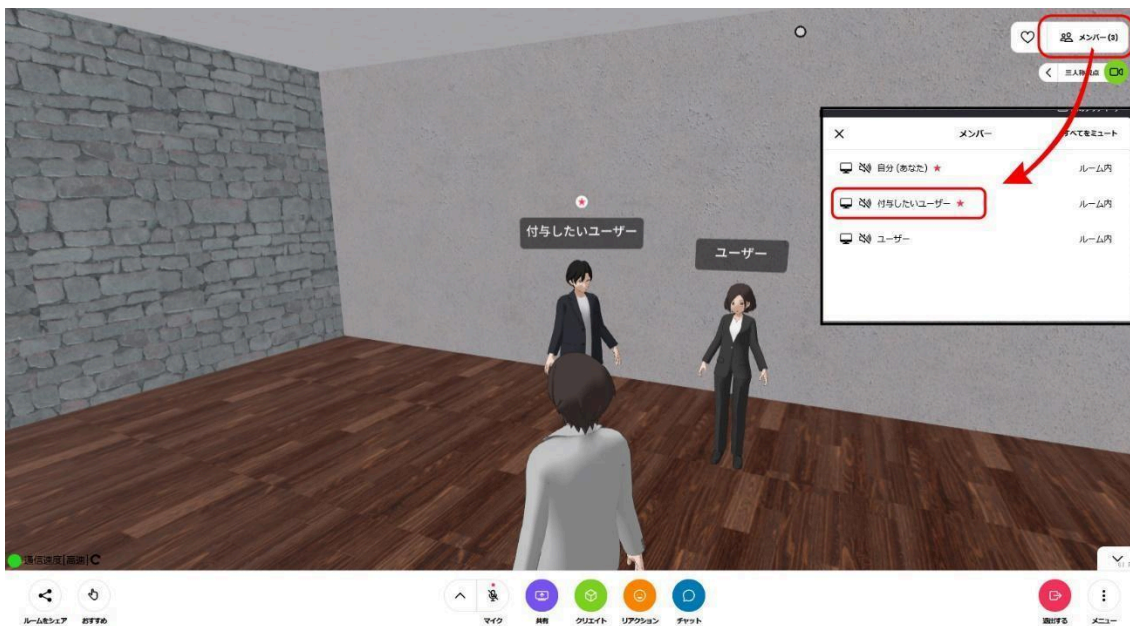 メンバー(3)
メンバー
すべてをミュート
自分 (あなた) ★
ルーム内
付与したいユーザー ★
ルーム内
ユーザー
ルーム内
付与したいユーザー
ユーザー
通信速度[高速]
ルームをシェア
おすすめ
マイク
共有
クリエイト
リアクション
チャット
退出する
メニュー